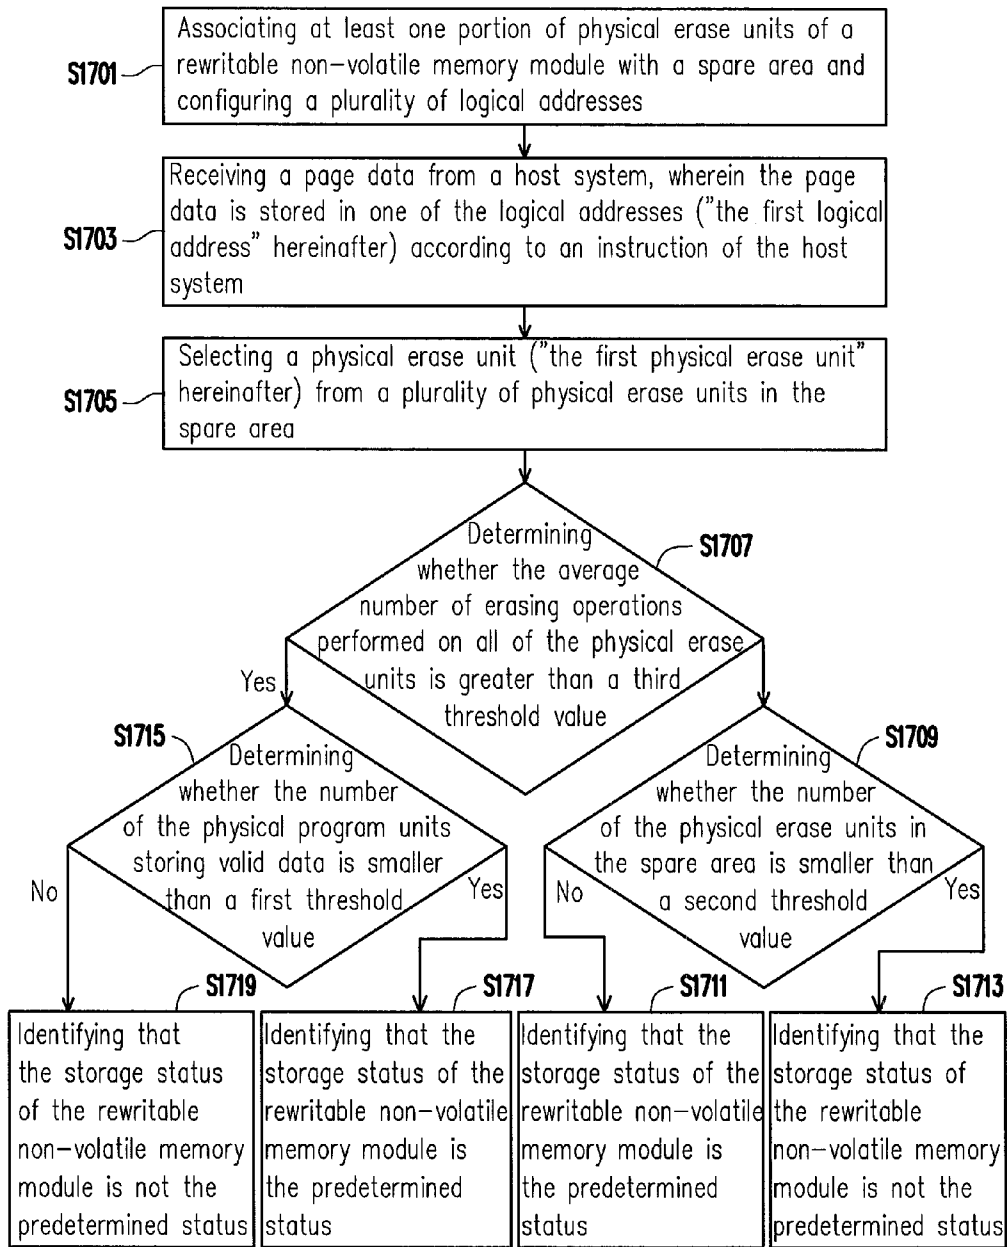 S1701
Associating at least one portion of physical erase units of a
rewritable non-volatile memory module with a spare area and
configuring a plurality of logical addresses
S1703
Receiving a page data from a host system, wherein the page
data is stored in one of the logical addresses ("the first logical
address" hereinafter) according to an instruction of the host
system
S1705
Selecting a physical erase unit ("the first physical erase unit"
hereinafter) from a plurality of physical erase units in the
spare area
S1707
Determining
whether the average
number of erasing operations
performed on all of the physical erase
units is greater than a third
threshold value
Yes
S1715
Determining
whether the number
of the physical program units
storing valid data is smaller
than a first threshold
value
No
Yes
S1709
Determining
whether the number
of the physical erase units in
the spare area is smaller than
a second threshold
value
No
Yes
S1719
Identifying that
the storage status
of the rewritable
non-volatile memory
module is not the
predetermined status
S1717
Identifying that the
storage status of the
rewritable non-volatile
memory module is
the predetermined
status
S1711
Identifying that the
storage status of the
rewritable non-volatile
memory module is
the predetermined
status
S1713
Identifying that the
storage status of
the rewritable
non-volatile memory
module is not the
predetermined status